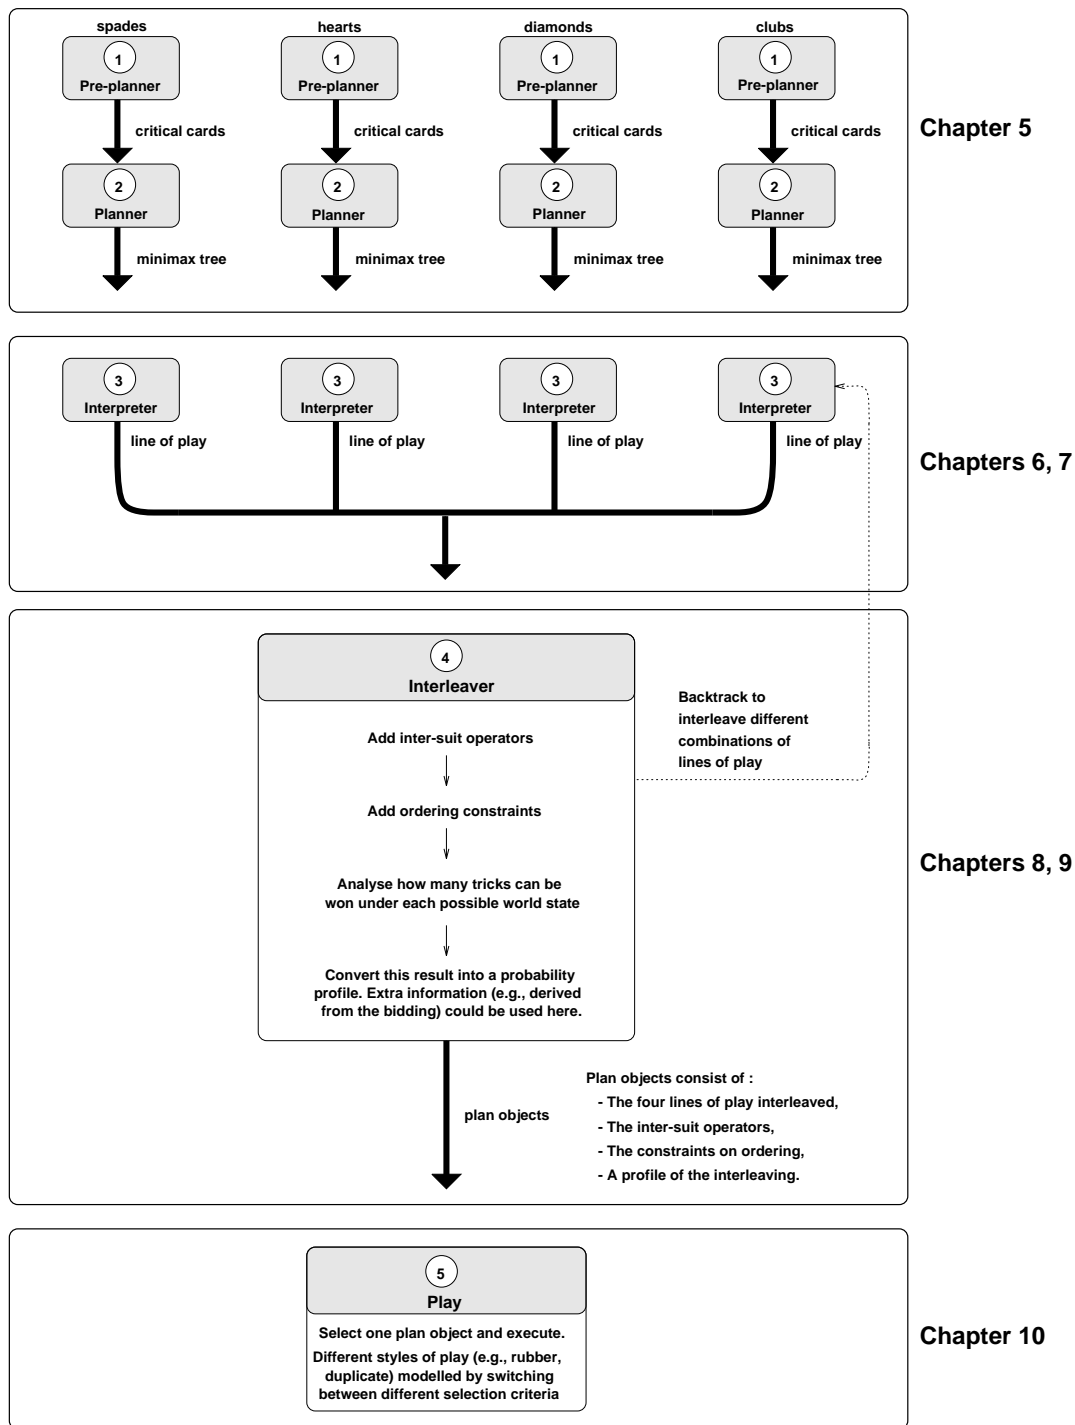 spades
hearts
diamonds
clubs
1
Pre-planner
1
Pre-planner
1
Pre-planner
1
Pre-planner
critical cards
critical cards
critical cards
critical cards
Chapter 5
2
Planner
2
Planner
2
Planner
2
Planner
minimax tree
minimax tree
minimax tree
minimax tree
3
Interpreter
3
Interpreter
3
Interpreter
3
Interpreter
line of play
line of play
line of play
line of play
Chapters 6, 7
4
Interleaver
Add inter-suit operators
Add ordering constraints
Analyse how many tricks can be
won under each possible world state
Convert this result into a probability
profile. Extra information (e.g., derived
from the bidding) could be used here.
Backtrack to
interleave different
combinations of
lines of play
Chapters 8, 9
plan objects
Plan objects consist of :
- The four lines of play interleaved,
- The inter-suit operators,
- The constraints on ordering,
- A profile of the interleaving.
5
Play
Select one plan object and execute.
Different styles of play (e.g., rubber,
duplicate) modelled by switching
between different selection criteria
Chapter 10